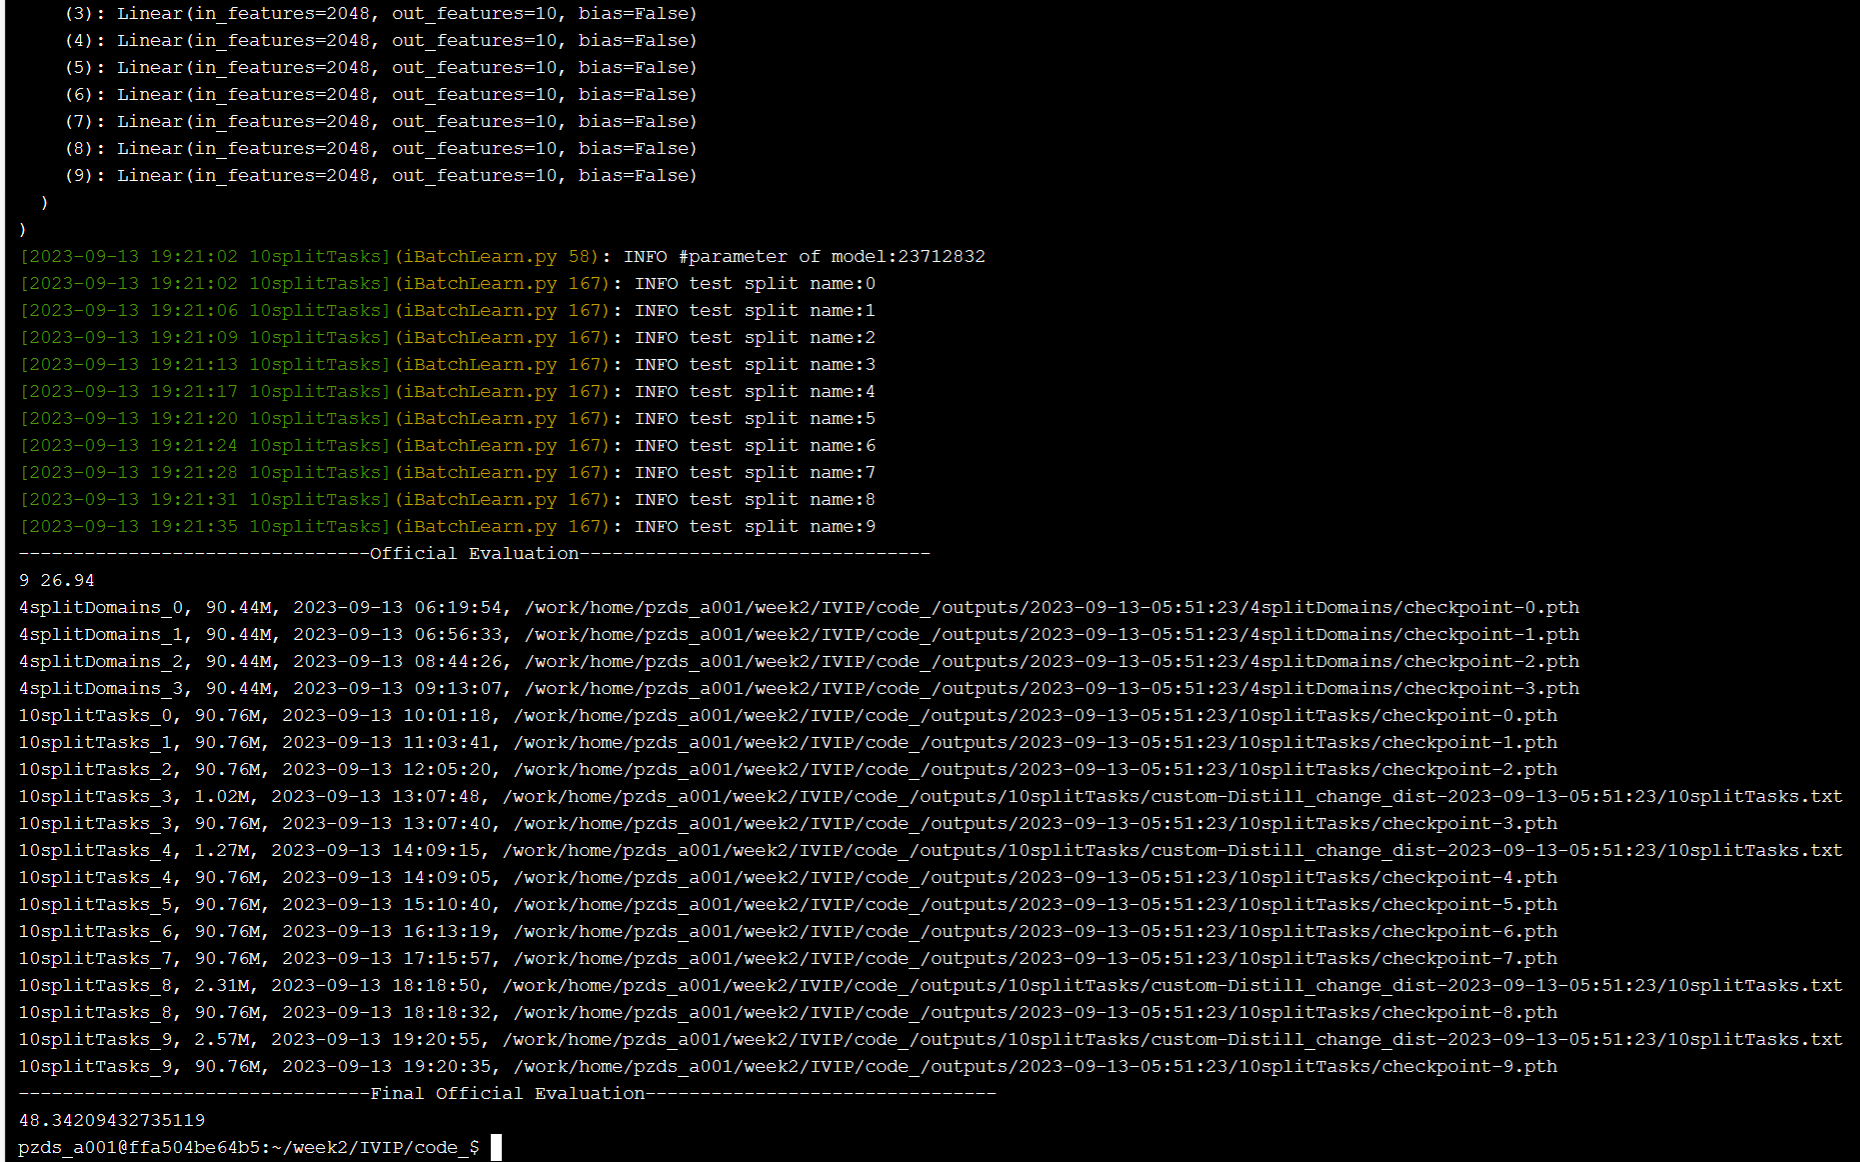 (3): Linear(in_features=2048, out_features=10, bias=False)
(4): Linear(in_features=2048, out_features=10, bias=False)
(5): Linear(in_features=2048, out_features=10, bias=False)
(6): Linear(in_features=2048, out_features=10, bias=False)
(7): Linear(in_features=2048, out_features=10, bias=False)
(8): Linear(in_features=2048, out_features=10, bias=False)
(9): Linear(in_features=2048, out_features=10, bias=False)
)
)
[2023-09-13 19:21:02 10splitTasks](iBatchLearn.py 58): INFO #parameter of model:23712832
[2023-09-13 19:21:02 10splitTasks](iBatchLearn.py 167): INFO test split name:0
[2023-09-13 19:21:06 10splitTasks](iBatchLearn.py 167): INFO test split name:1
[2023-09-13 19:21:09 10splitTasks](iBatchLearn.py 167): INFO test split name:2
[2023-09-13 19:21:13 10splitTasks](iBatchLearn.py 167): INFO test split name:3
[2023-09-13 19:21:17 10splitTasks](iBatchLearn.py 167): INFO test split name:4
[2023-09-13 19:21:20 10splitTasks](iBatchLearn.py 167): INFO test split name:5
[2023-09-13 19:21:24 10splitTasks](iBatchLearn.py 167): INFO test split name:6
[2023-09-13 19:21:28 10splitTasks](iBatchLearn.py 167): INFO test split name:7
[2023-09-13 19:21:31 10splitTasks](iBatchLearn.py 167): INFO test split name:8
[2023-09-13 19:21:35 10splitTasks](iBatchLearn.py 167): INFO test split name:9
--------------------------------Official Evaluation--------------------------------
9 26.94
4splitDomains_0, 90.44M, 2023-09-13 06:19:54, /work/home/pzds_a001/week2/IVIP/code_/outputs/2023-09-13-05:51:23/4splitDomains/checkpoint-0.pth
4splitDomains_1, 90.44M, 2023-09-13 06:56:33, /work/home/pzds_a001/week2/IVIP/code_/outputs/2023-09-13-05:51:23/4splitDomains/checkpoint-1.pth
4splitDomains_2, 90.44M, 2023-09-13 08:44:26, /work/home/pzds_a001/week2/IVIP/code_/outputs/2023-09-13-05:51:23/4splitDomains/checkpoint-2.pth
4splitDomains_3, 90.44M, 2023-09-13 09:13:07, /work/home/pzds_a001/week2/IVIP/code_/outputs/2023-09-13-05:51:23/4splitDomains/checkpoint-3.pth
10splitTasks_0, 90.76M, 2023-09-13 10:01:18, /work/home/pzds_a001/week2/IVIP/code_/outputs/2023-09-13-05:51:23/10splitTasks/checkpoint-0.pth
10splitTasks_1, 90.76M, 2023-09-13 11:03:41, /work/home/pzds_a001/week2/IVIP/code_/outputs/2023-09-13-05:51:23/10splitTasks/checkpoint-1.pth
10splitTasks_2, 90.76M, 2023-09-13 12:05:20, /work/home/pzds_a001/week2/IVIP/code_/outputs/2023-09-13-05:51:23/10splitTasks/checkpoint-2.pth
10splitTasks_3, 1.02M, 2023-09-13 13:07:48, /work/home/pzds_a001/week2/IVIP/code_/outputs/10splitTasks/custom-Distill_change_dist-2023-09-13-05:51:23/10splitTasks.txt
10splitTasks_3, 90.76M, 2023-09-13 13:07:40, /work/home/pzds_a001/week2/IVIP/code_/outputs/2023-09-13-05:51:23/10splitTasks/checkpoint-3.pth
10splitTasks_4, 1.27M, 2023-09-13 14:09:15, /work/home/pzds_a001/week2/IVIP/code_/outputs/10splitTasks/custom-Distill_change_dist-2023-09-13-05:51:23/10splitTasks.txt
10splitTasks_4, 90.76M, 2023-09-13 14:09:05, /work/home/pzds_a001/week2/IVIP/code_/outputs/2023-09-13-05:51:23/10splitTasks/checkpoint-4.pth
10splitTasks_5, 90.76M, 2023-09-13 15:10:40, /work/home/pzds_a001/week2/IVIP/code_/outputs/2023-09-13-05:51:23/10splitTasks/checkpoint-5.pth
10splitTasks_6, 90.76M, 2023-09-13 16:13:19, /work/home/pzds_a001/week2/IVIP/code_/outputs/2023-09-13-05:51:23/10splitTasks/checkpoint-6.pth
10splitTasks_7, 90.76M, 2023-09-13 17:15:57, /work/home/pzds_a001/week2/IVIP/code_/outputs/2023-09-13-05:51:23/10splitTasks/checkpoint-7.pth
10splitTasks_8, 2.31M, 2023-09-13 18:18:50, /work/home/pzds_a001/week2/IVIP/code_/outputs/10splitTasks/custom-Distill_change_dist-2023-09-13-05:51:23/10splitTasks.txt
10splitTasks_8, 90.76M, 2023-09-13 18:18:32, /work/home/pzds_a001/week2/IVIP/code_/outputs/2023-09-13-05:51:23/10splitTasks/checkpoint-8.pth
10splitTasks_9, 2.57M, 2023-09-13 19:20:55, /work/home/pzds_a001/week2/IVIP/code_/outputs/10splitTasks/custom-Distill_change_dist-2023-09-13-05:51:23/10splitTasks.txt
10splitTasks_9, 90.76M, 2023-09-13 19:20:35, /work/home/pzds_a001/week2/IVIP/code_/outputs/2023-09-13-05:51:23/10splitTasks/checkpoint-9.pth
--------------------------------Final Official Evaluation--------------------------------
48.34209432735119
pzds_a001@ffa504be64b5:~/week2/IVIP/code_$